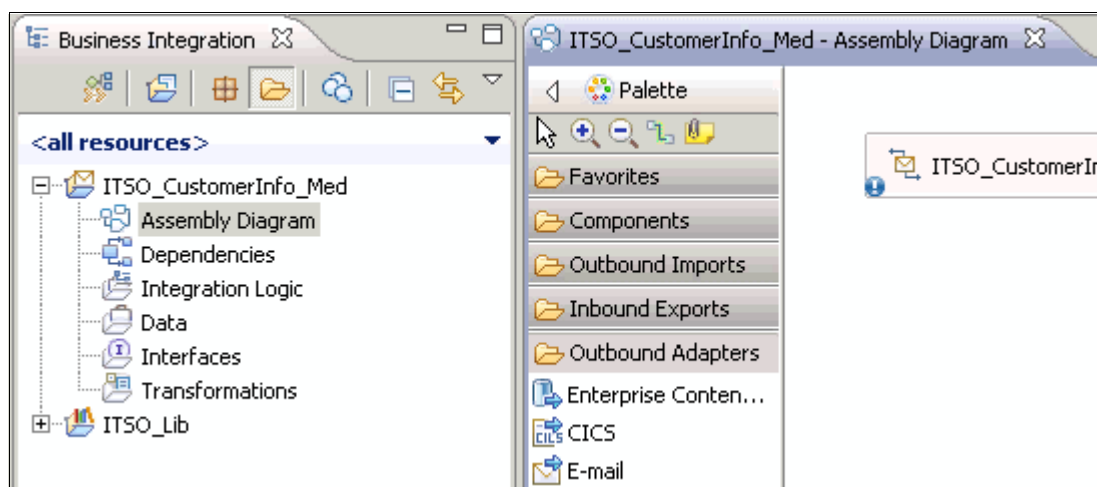 Business Integration
<all resources>
ITSO_CustomerInfo_Med
Assembly Diagram
Dependencies
Integration Logic
Data
Interfaces
Transformations
ITSO_Lib
ITSO_CustomerInfo_Med - Assembly Diagram
Palette
Favorites
Components
Outbound Imports
Inbound Exports
Outbound Adapters
Enterprise Conten...
CICS
E-mail
ITSO_CustomerIn